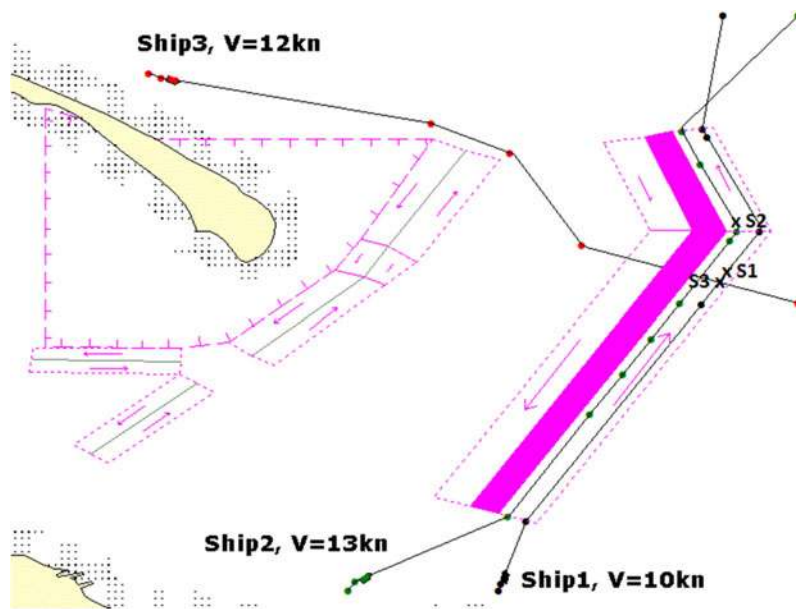 Ship3, V=12kn
S2
S1
S3
Ship2, V=13kn
Ship1, V=10kn